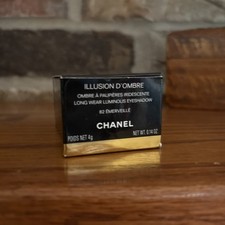 ILLUSION D'OMBRE
OMBRE À PAUPIÈRES IRIDESCENTE
LONG WEAR LUMINOUS EYESHADOW
82 ÉMERVEILLÉ
CHANEL
POIDS NET 4g NET WT. 0.14 OZ